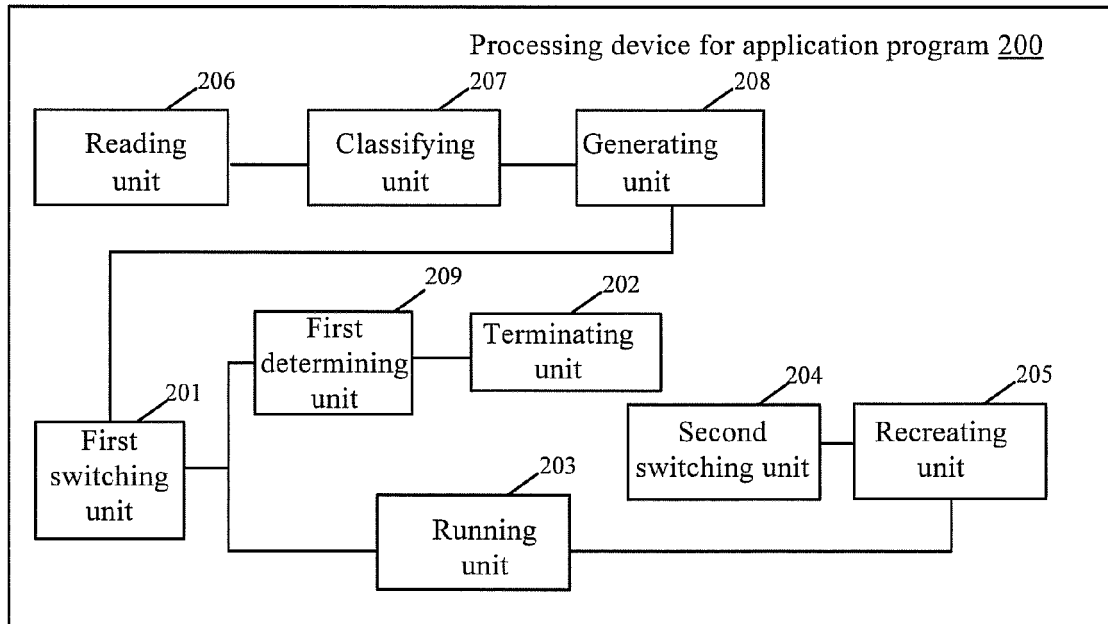 Processing device for application program 200
206
207
208
Reading
unit
Classifying
unit
Generating
unit
209
202
First
determining
unit
Terminating
unit
201
204
205
First
switching
unit
Second
switching unit
Recreating
unit
203
Running
unit